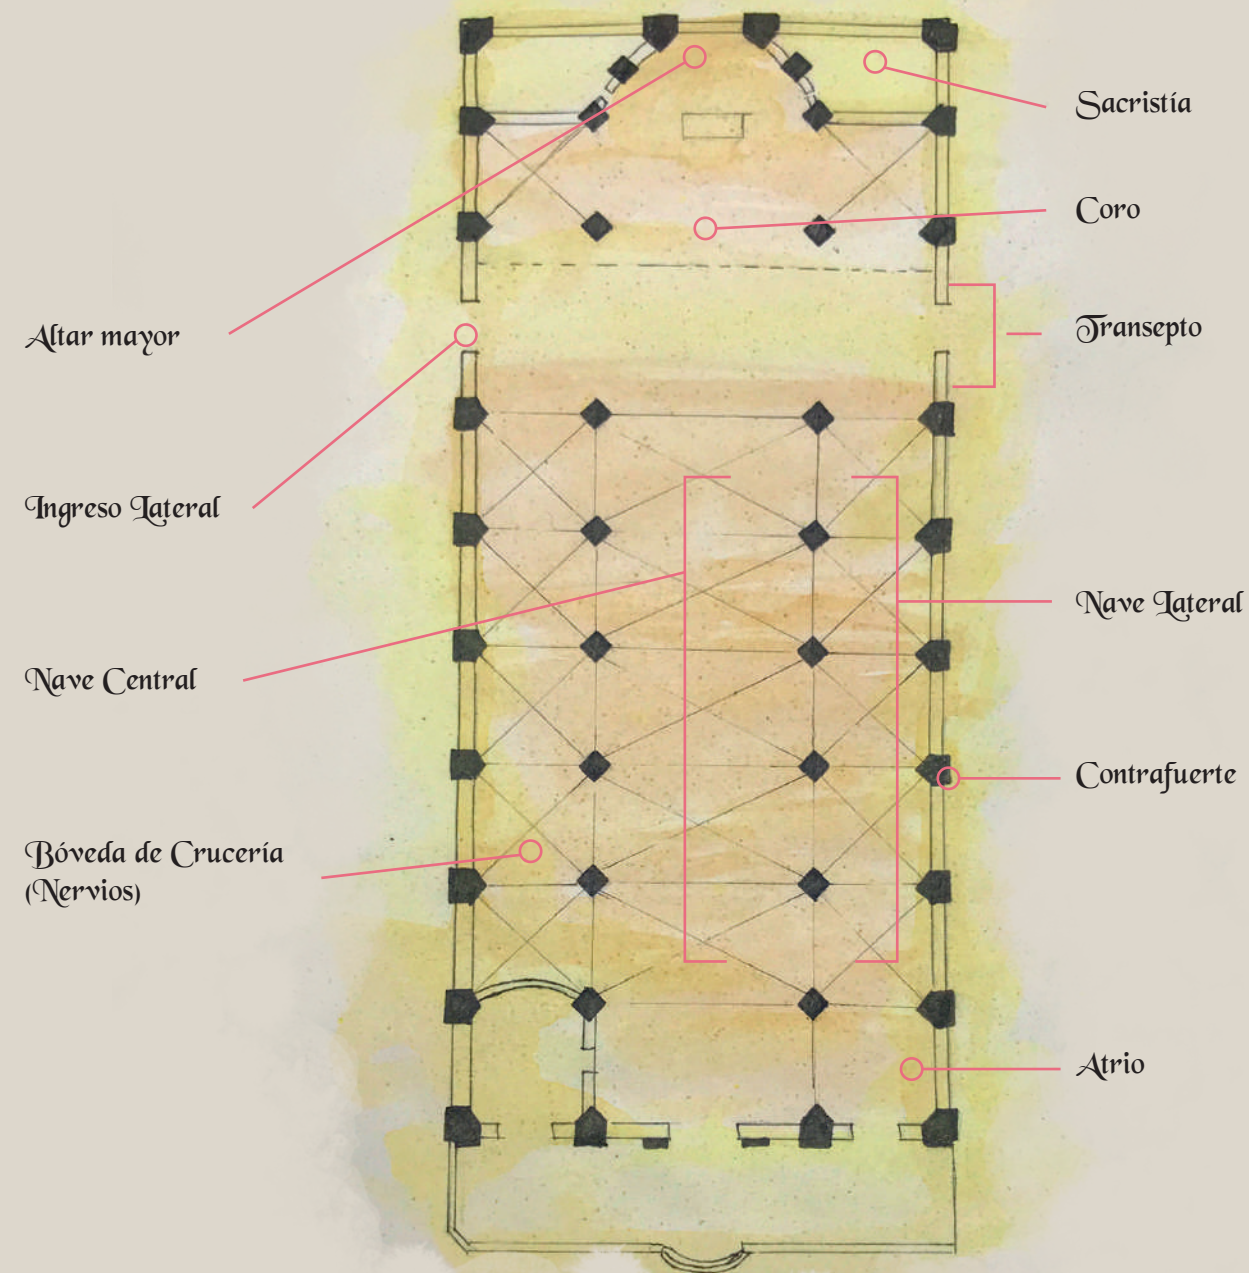 Sacristía
Coro
Altar mayor
Transepto
Ingreso Lateral
Nave Lateral
Nave Central
Contrafuerte
Bóveda de Crucería
(Nervios)
Atrio